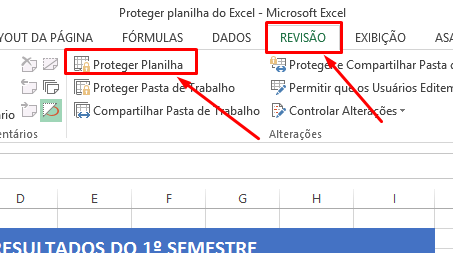 Proteger planilha do Excel - Microsoft Excel
YOUT DA PÁGINA FÓRMULAS DADOS REVISÃO EXIBIÇÃO ASA
Proteger Planilha Proteger e Compartilhar Pasta d
Proteger Pasta de Trabalho Permitir que os Usuários Editem
ário Compartilhar Pasta de Trabalho Controlar Alterações
entários Alterações
D E F G H I
RESULTADOS DO 1º SEMESTRE